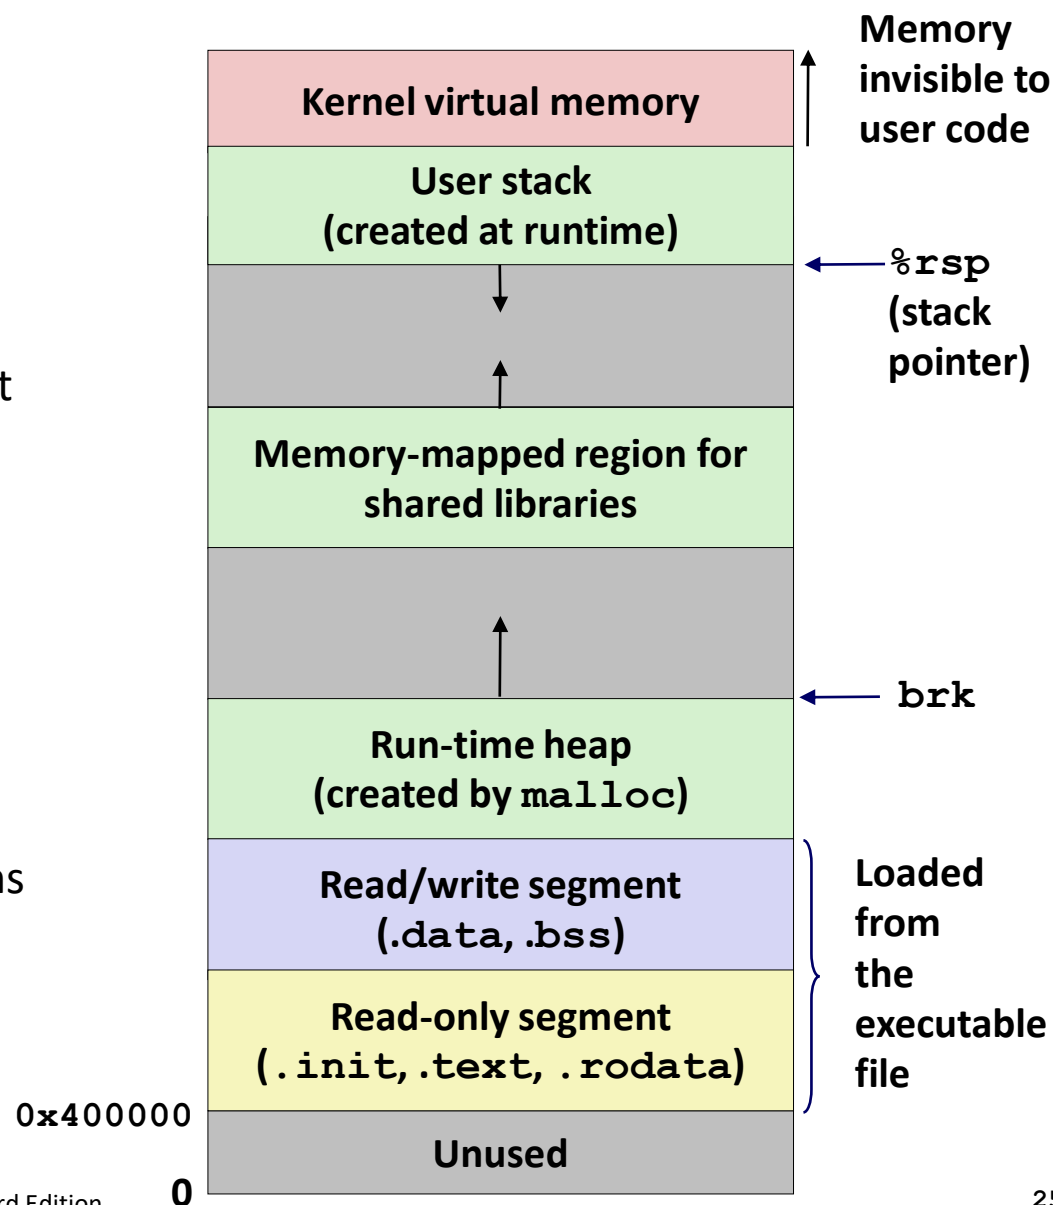 Memory
invisible to
user code
Kernel virtual memory
User stack
(created at runtime)
%rsp
(stack
pointer)
Memory-mapped region for
shared libraries
brk
Run-time heap
(created by malloc)
Read/write segment
(.data, .bss)
Loaded
from
the
executable
file
Read-only segment
(.init, .text, .rodata)
0x400000
Unused
0
Edition